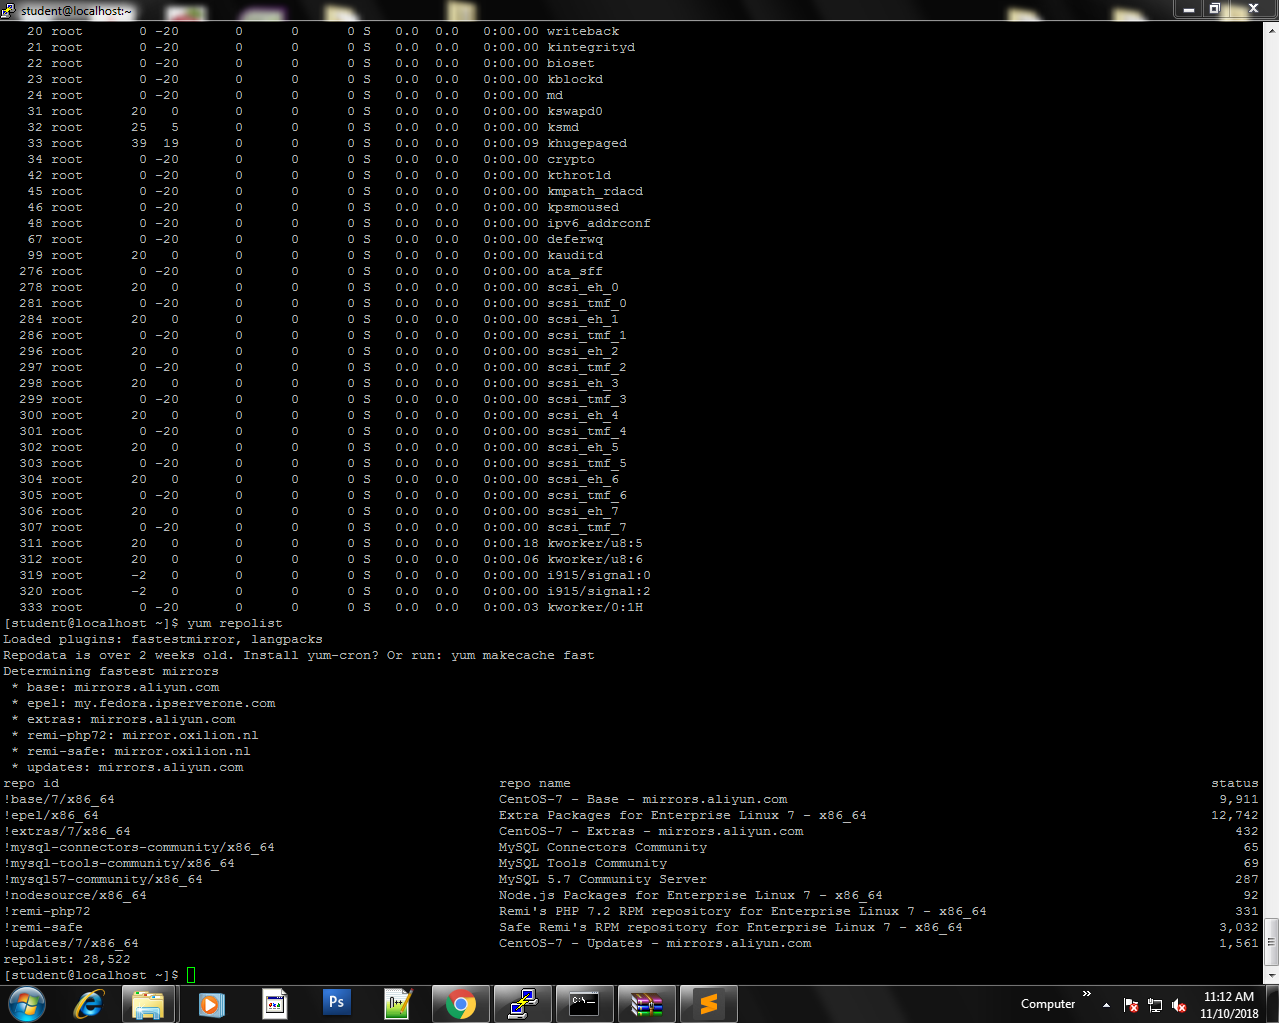 student@localhost:~
20 root 0 -20 0 0 0 S 0.0 0.0 0:00.00 writeback
21 root 0 -20 0 0 0 S 0.0 0.0 0:00.00 kintegrityd
22 root 0 -20 0 0 0 S 0.0 0.0 0:00.00 bioset
23 root 0 -20 0 0 0 S 0.0 0.0 0:00.00 kblockd
24 root 0 -20 0 0 0 S 0.0 0.0 0:00.00 md
31 root 20 0 0 0 0 S 0.0 0.0 0:00.00 kswapd0
32 root 25 5 0 0 0 S 0.0 0.0 0:00.00 ksmd
33 root 39 19 0 0 0 S 0.0 0.0 0:00.09 khugepaged
34 root 0 -20 0 0 0 S 0.0 0.0 0:00.00 crypto
42 root 0 -20 0 0 0 S 0.0 0.0 0:00.00 kthrotld
45 root 0 -20 0 0 0 S 0.0 0.0 0:00.00 kmpath_rdacd
46 root 0 -20 0 0 0 S 0.0 0.0 0:00.00 kpsmoused
48 root 0 -20 0 0 0 S 0.0 0.0 0:00.00 ipv6_addrconf
67 root 0 -20 0 0 0 S 0.0 0.0 0:00.00 deferwq
99 root 20 0 0 0 0 S 0.0 0.0 0:00.00 kauditd
276 root 0 -20 0 0 0 S 0.0 0.0 0:00.00 ata_sff
278 root 20 0 0 0 0 S 0.0 0.0 0:00.00 scsi_eh_0
281 root 0 -20 0 0 0 S 0.0 0.0 0:00.00 scsi_tmf_0
284 root 20 0 0 0 0 S 0.0 0.0 0:00.00 scsi_eh_1
286 root 0 -20 0 0 0 S 0.0 0.0 0:00.00 scsi_tmf_1
296 root 20 0 0 0 0 S 0.0 0.0 0:00.00 scsi_eh_2
297 root 0 -20 0 0 0 S 0.0 0.0 0:00.00 scsi_tmf_2
298 root 20 0 0 0 0 S 0.0 0.0 0:00.00 scsi_eh_3
299 root 0 -20 0 0 0 S 0.0 0.0 0:00.00 scsi_tmf_3
300 root 20 0 0 0 0 S 0.0 0.0 0:00.00 scsi_eh_4
301 root 0 -20 0 0 0 S 0.0 0.0 0:00.00 scsi_tmf_4
302 root 20 0 0 0 0 S 0.0 0.0 0:00.00 scsi_eh_5
303 root 0 -20 0 0 0 S 0.0 0.0 0:00.00 scsi_tmf_5
304 root 20 0 0 0 0 S 0.0 0.0 0:00.00 scsi_eh_6
305 root 0 -20 0 0 0 S 0.0 0.0 0:00.00 scsi_tmf_6
306 root 20 0 0 0 0 S 0.0 0.0 0:00.00 scsi_eh_7
307 root 0 -20 0 0 0 S 0.0 0.0 0:00.00 scsi_tmf_7
311 root 20 0 0 0 0 S 0.0 0.0 0:00.18 kworker/u8:5
312 root 20 0 0 0 0 S 0.0 0.0 0:00.06 kworker/u8:6
319 root -2 0 0 0 0 S 0.0 0.0 0:00.00 i915/signal:0
320 root -2 0 0 0 0 S 0.0 0.0 0:00.00 i915/signal:2
333 root 0 -20 0 0 0 S 0.0 0.0 0:00.03 kworker/0:1H
[student@localhost ~]$ yum repolist
Loaded plugins: fastestmirror, langpacks
Repodata is over 2 weeks old. Install yum-cron? Or run: yum makecache fast
Determining fastest mirrors
* base: mirrors.aliyun.com
* epel: my.fedora.ipserverone.com
* extras: mirrors.aliyun.com
* remi-php72: mirror.oxilion.nl
* remi-safe: mirror.oxilion.nl
* updates: mirrors.aliyun.com
repo id repo name status
!base/7/x86_64 CentOS-7 - Base - mirrors.aliyun.com 9,911
!epel/x86_64 Extra Packages for Enterprise Linux 7 - x86_64 12,742
!extras/7/x86_64 CentOS-7 - Extras - mirrors.aliyun.com 432
!mysql-connectors-community/x86_64 MySQL Connectors Community 65
!mysql-tools-community/x86_64 MySQL Tools Community 69
!mysql57-community/x86_64 MySQL 5.7 Community Server 287
!nodesource/x86_64 Node.js Packages for Enterprise Linux 7 - x86_64 92
!remi-php72 Remi's PHP 7.2 RPM repository for Enterprise Linux 7 - x86_64 331
!remi-safe Safe Remi's RPM repository for Enterprise Linux 7 - x86_64 3,032
!updates/7/x86_64 CentOS-7 - Updates - mirrors.aliyun.com 1,561
repolist: 28,522
[student@localhost ~]$
Ps
C:\
Computer
11:12 AM
11/10/2018